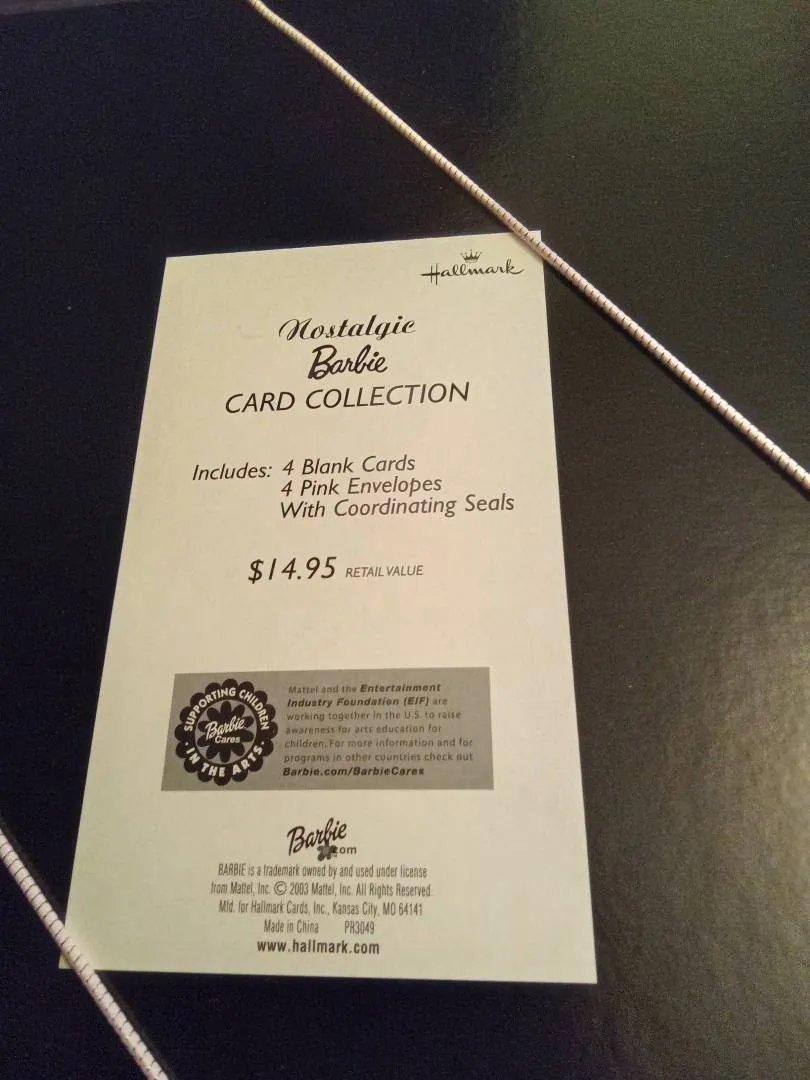 Hallmark
Nostalgic
Barbie
CARD COLLECTION
Includes: 4 Blank Cards
4 Pink Envelopes
With Coordinating Seals
$14.95 RETAIL VALUE
SUPPORTING CHILDREN
Barbie
Cares
· IN THE ARTS ·
Mattel and the Entertainment
Industry Foundation (EIF) are
working together in the U.S. to raise
awareness for arts education for
children. For more information and for
programs in other countries check out
Barbie.com/BarbieCares
Barbie
.com
BARBIE is a trademark owned by and used under license
from Mattel, Inc. © 2003 Mattel, Inc. All Rights Reserved.
Mfd. for Hallmark Cards, Inc., Kansas City, MO 64141
Made in China PR3049
www.hallmark.com